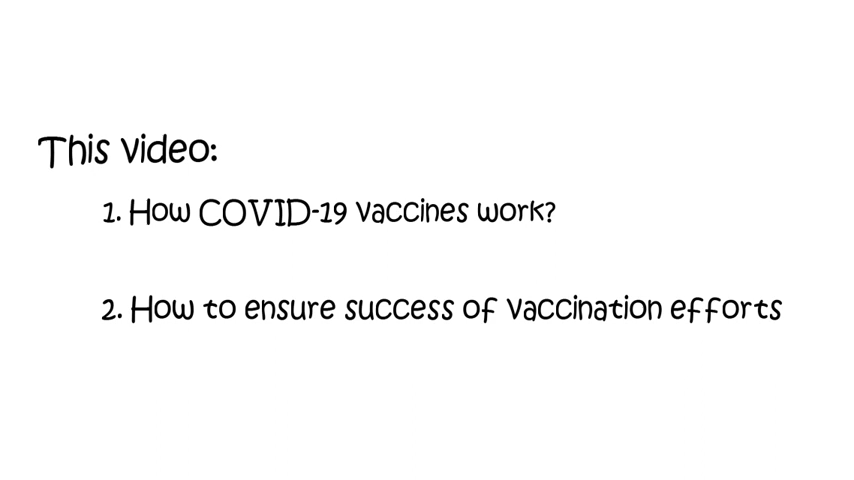 This video:
1. How COVID-19 vaccines work?
2. How to ensure success of vaccination efforts